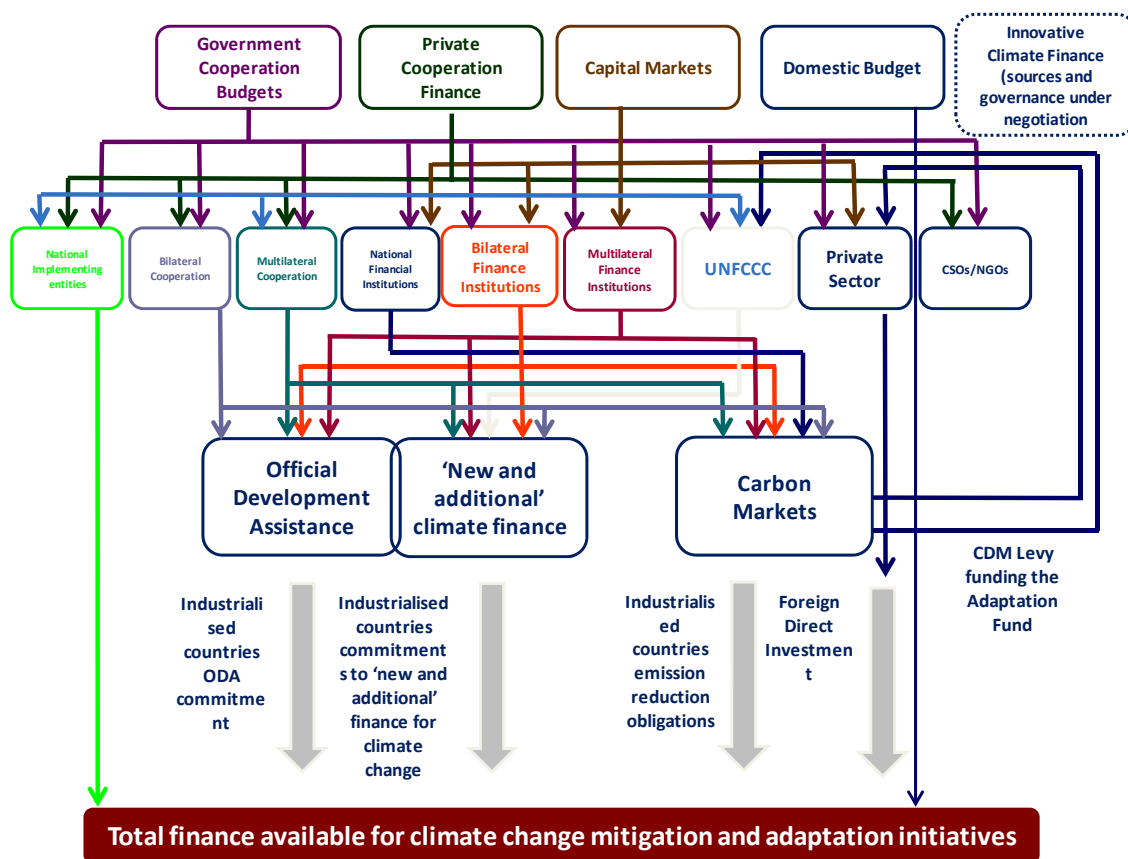 Government
Cooperation
Budgets
Private
Cooperation
Finance
Capital Markets
Domestic Budget
Innovative
Climate Finance
(sources and
governance under
negotiation
National
Implementing
entities
Bilateral
Cooperation
Multilateral
Cooperation
National
Financial
Institutions
Bilateral
Finance
Institutions
Multilateral
Finance
Institutions
UNFCCC
Private
Sector
CSOs/NGOs
Official
Development
Assistance
‘New and
additional’
climate finance
Carbon
Markets
CDM Levy
funding the
Adaptation
Fund
Industriali
sed
countries
ODA
commitme
nt
Industrialised
countries
commitment
s to ‘new and
additional’
finance for
climate
change
Industrialis
ed
countries
emission
reduction
obligations
Foreign
Direct
Investmen
t
Total finance available for climate change mitigation and adaptation initiatives